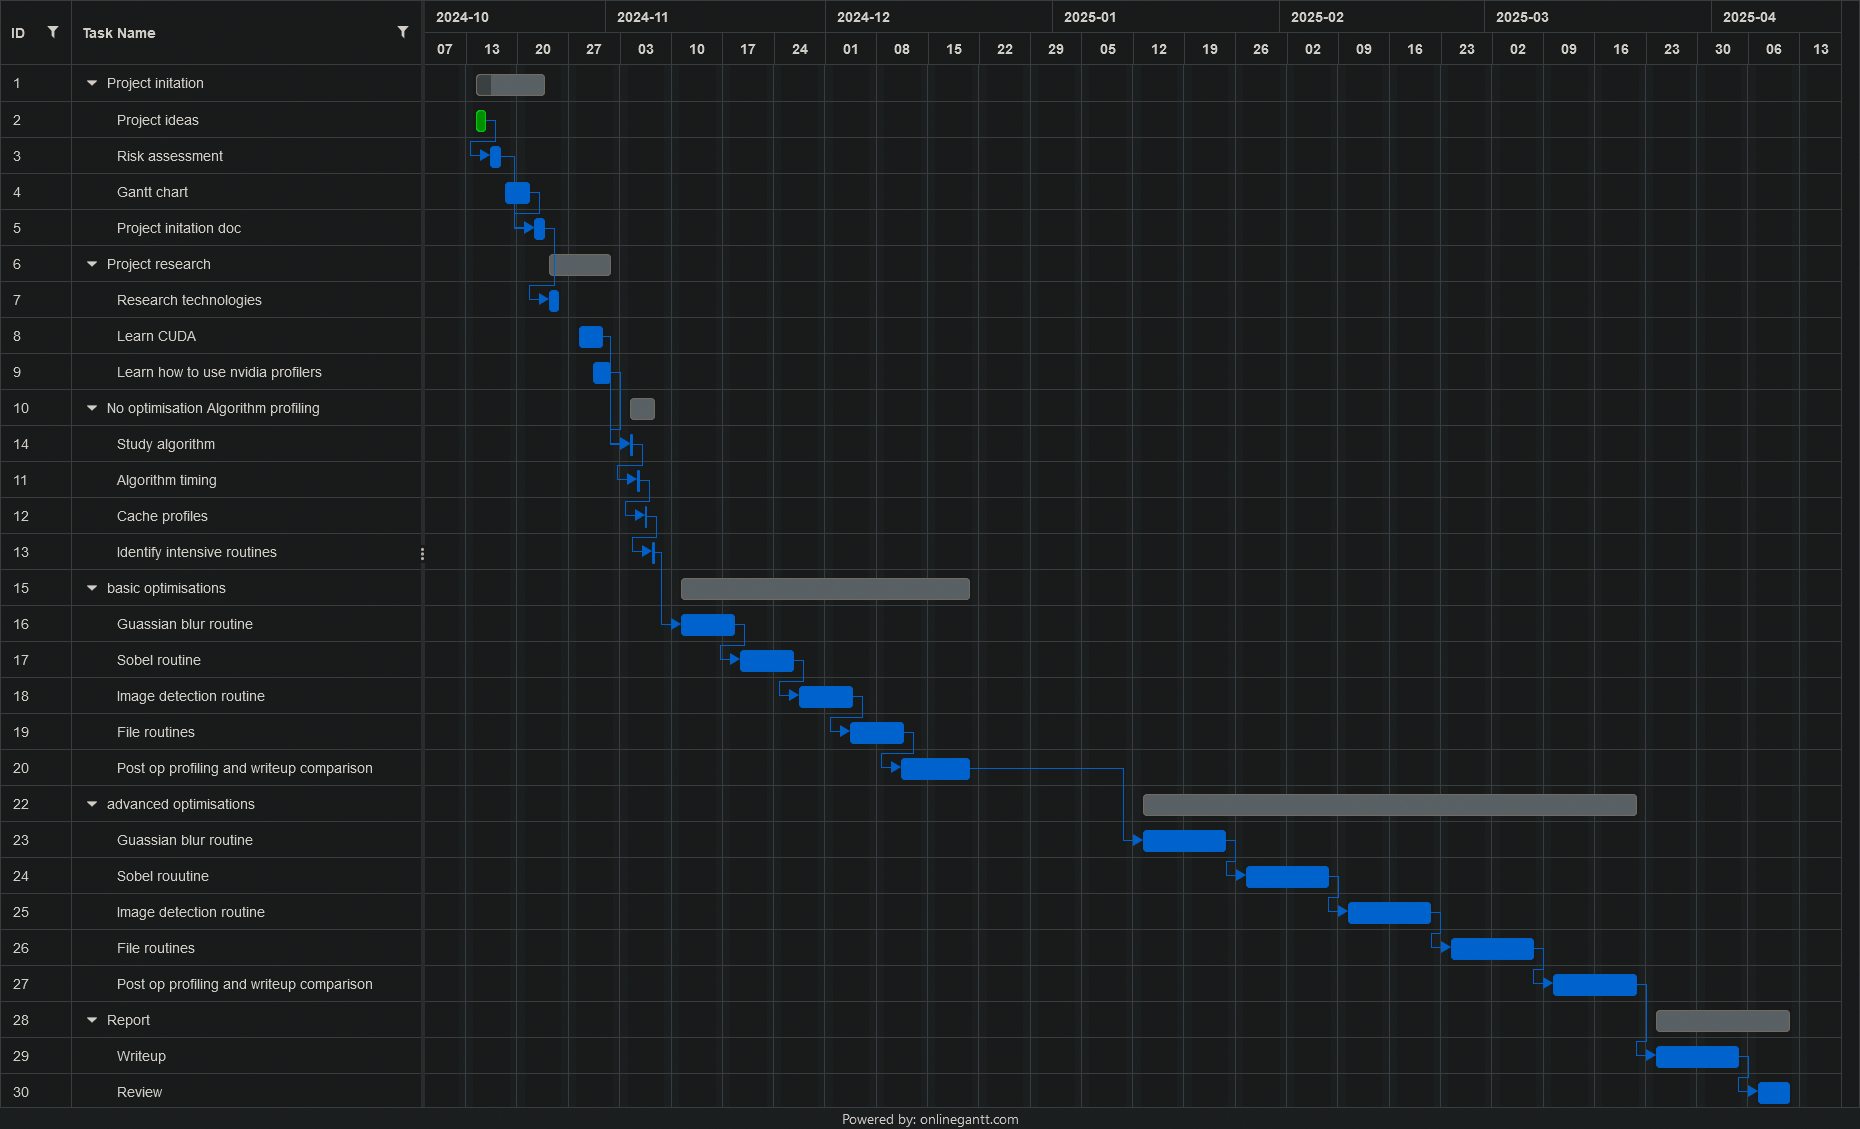 ID Task Name 2024-10 2024-11 2024-12 2025-01 2025-02 2025-03 2025-04
07 13 20 27 03 10 17 24 01 08 15 22 29 05 12 19 26 02 09 16 23 02 09 16 23 30 06 13
1 Project initation
2 Project ideas
3 Risk assessment
4 Gantt chart
5 Project initation doc
6 Project research
7 Research technologies
8 Learn CUDA
9 Learn how to use nvidia profilers
10 No optimisation Algorithm profiling
14 Study algorithm
11 Algorithm timing
12 Cache profiles
13 Identify intensive routines
15 basic optimisations
16 Guassian blur routine
17 Sobel routine
18 Image detection routine
19 File routines
20 Post op profiling and writeup comparison
22 advanced optimisations
23 Guassian blur routine
24 Sobel rouutine
25 Image detection routine
26 File routines
27 Post op profiling and writeup comparison
28 Report
29 Writeup
30 Review
Powered by: onlinegantt.com